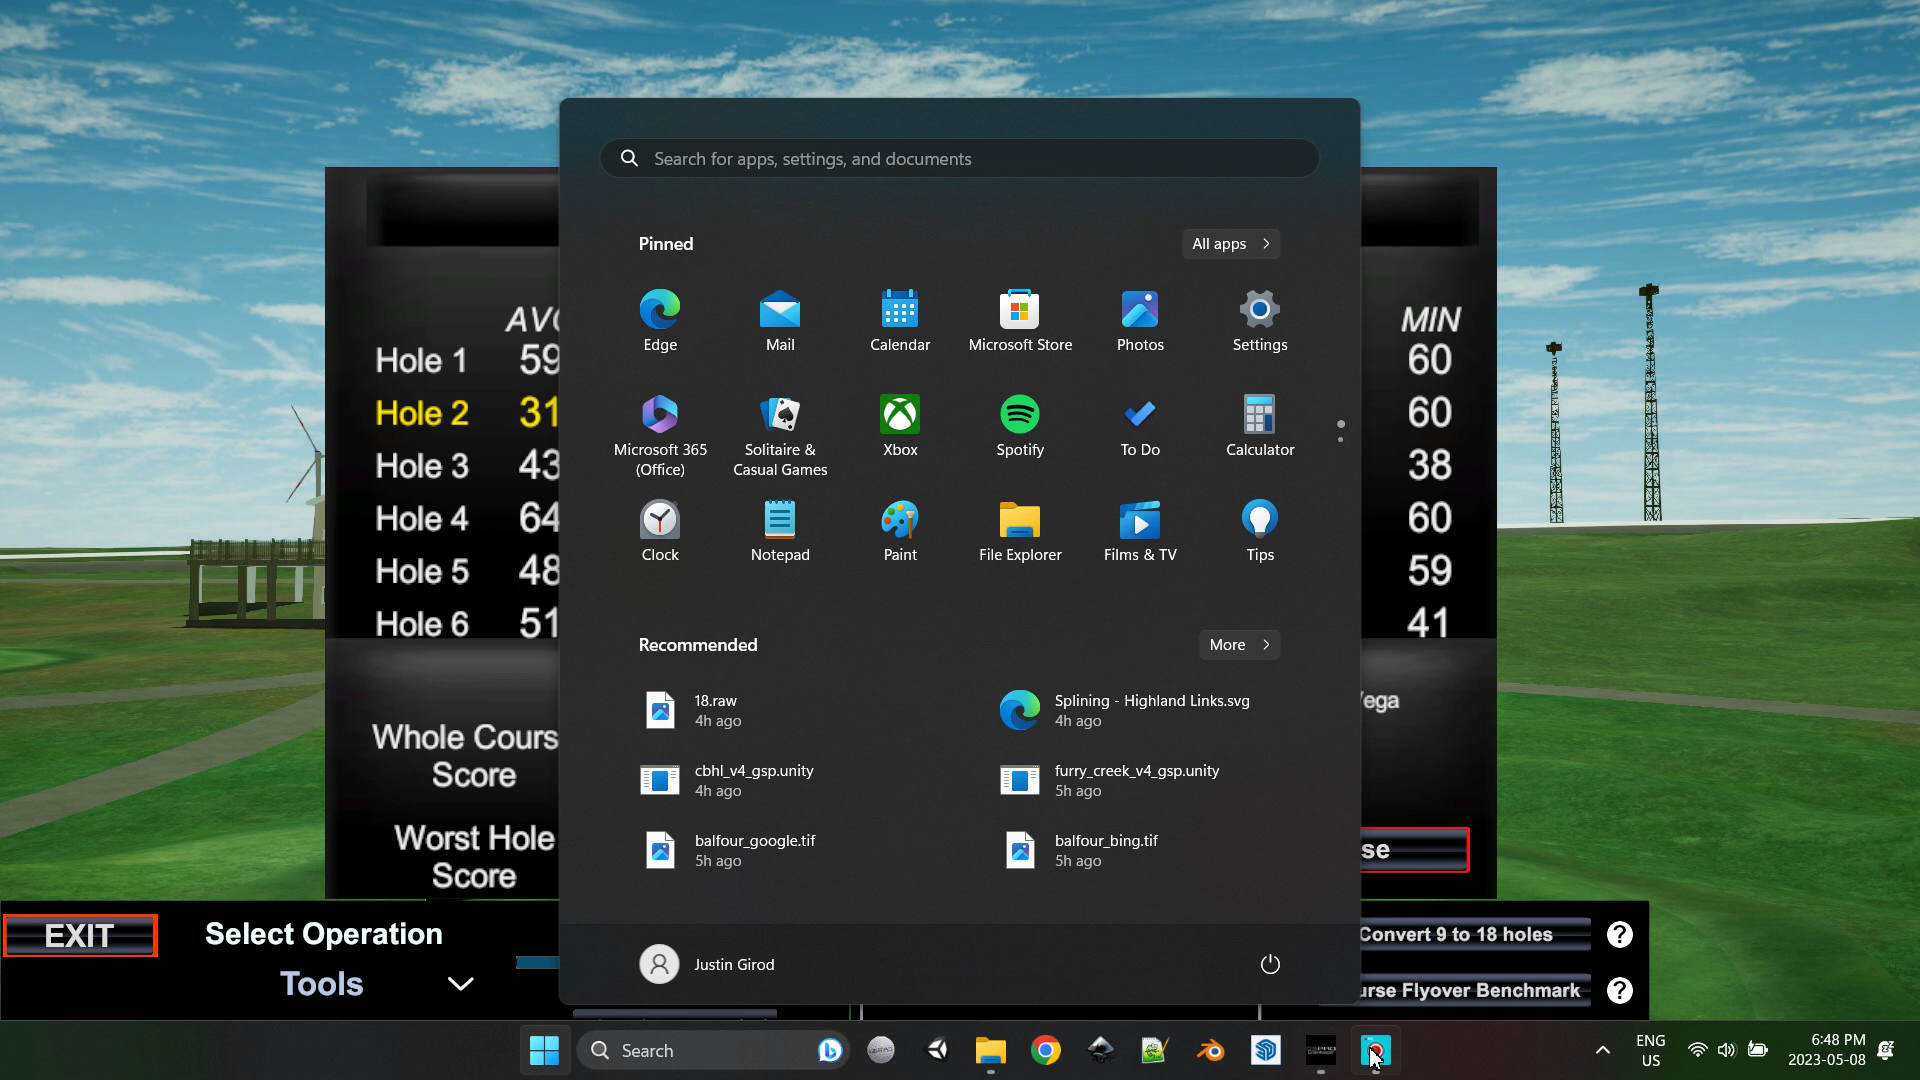 Search for apps, settings, and documents
Pinned
All apps
Edge
Mail
Calendar
Microsoft Store
Photos
Settings
Microsoft 365
(Office)
Solitaire &
Casual Games
Xbox
Spotify
To Do
Calculator
Clock
Notepad
Paint
File Explorer
Films & TV
Tips
Recommended
More
18.raw
4h ago
Splining - Highland Links.svg
4h ago
cbhl_v4_gsp.unity
4h ago
furry_creek_v4_gsp.unity
5h ago
balfour_google.tif
5h ago
balfour_bing.tif
5h ago
Justin Girod
MIN
Hole 1 59 60
Hole 2 31 60
Hole 3 43 38
Hole 4 64 60
Hole 5 48 59
Hole 6 51 41
Whole Cours
Score
Worst Hole
Score
ega
se
EXIT
Select Operation
Tools
Convert 9 to 18 holes
?
urse Flyover Benchmark
?
Search
ENG
US
6:48 PM
2023-05-08